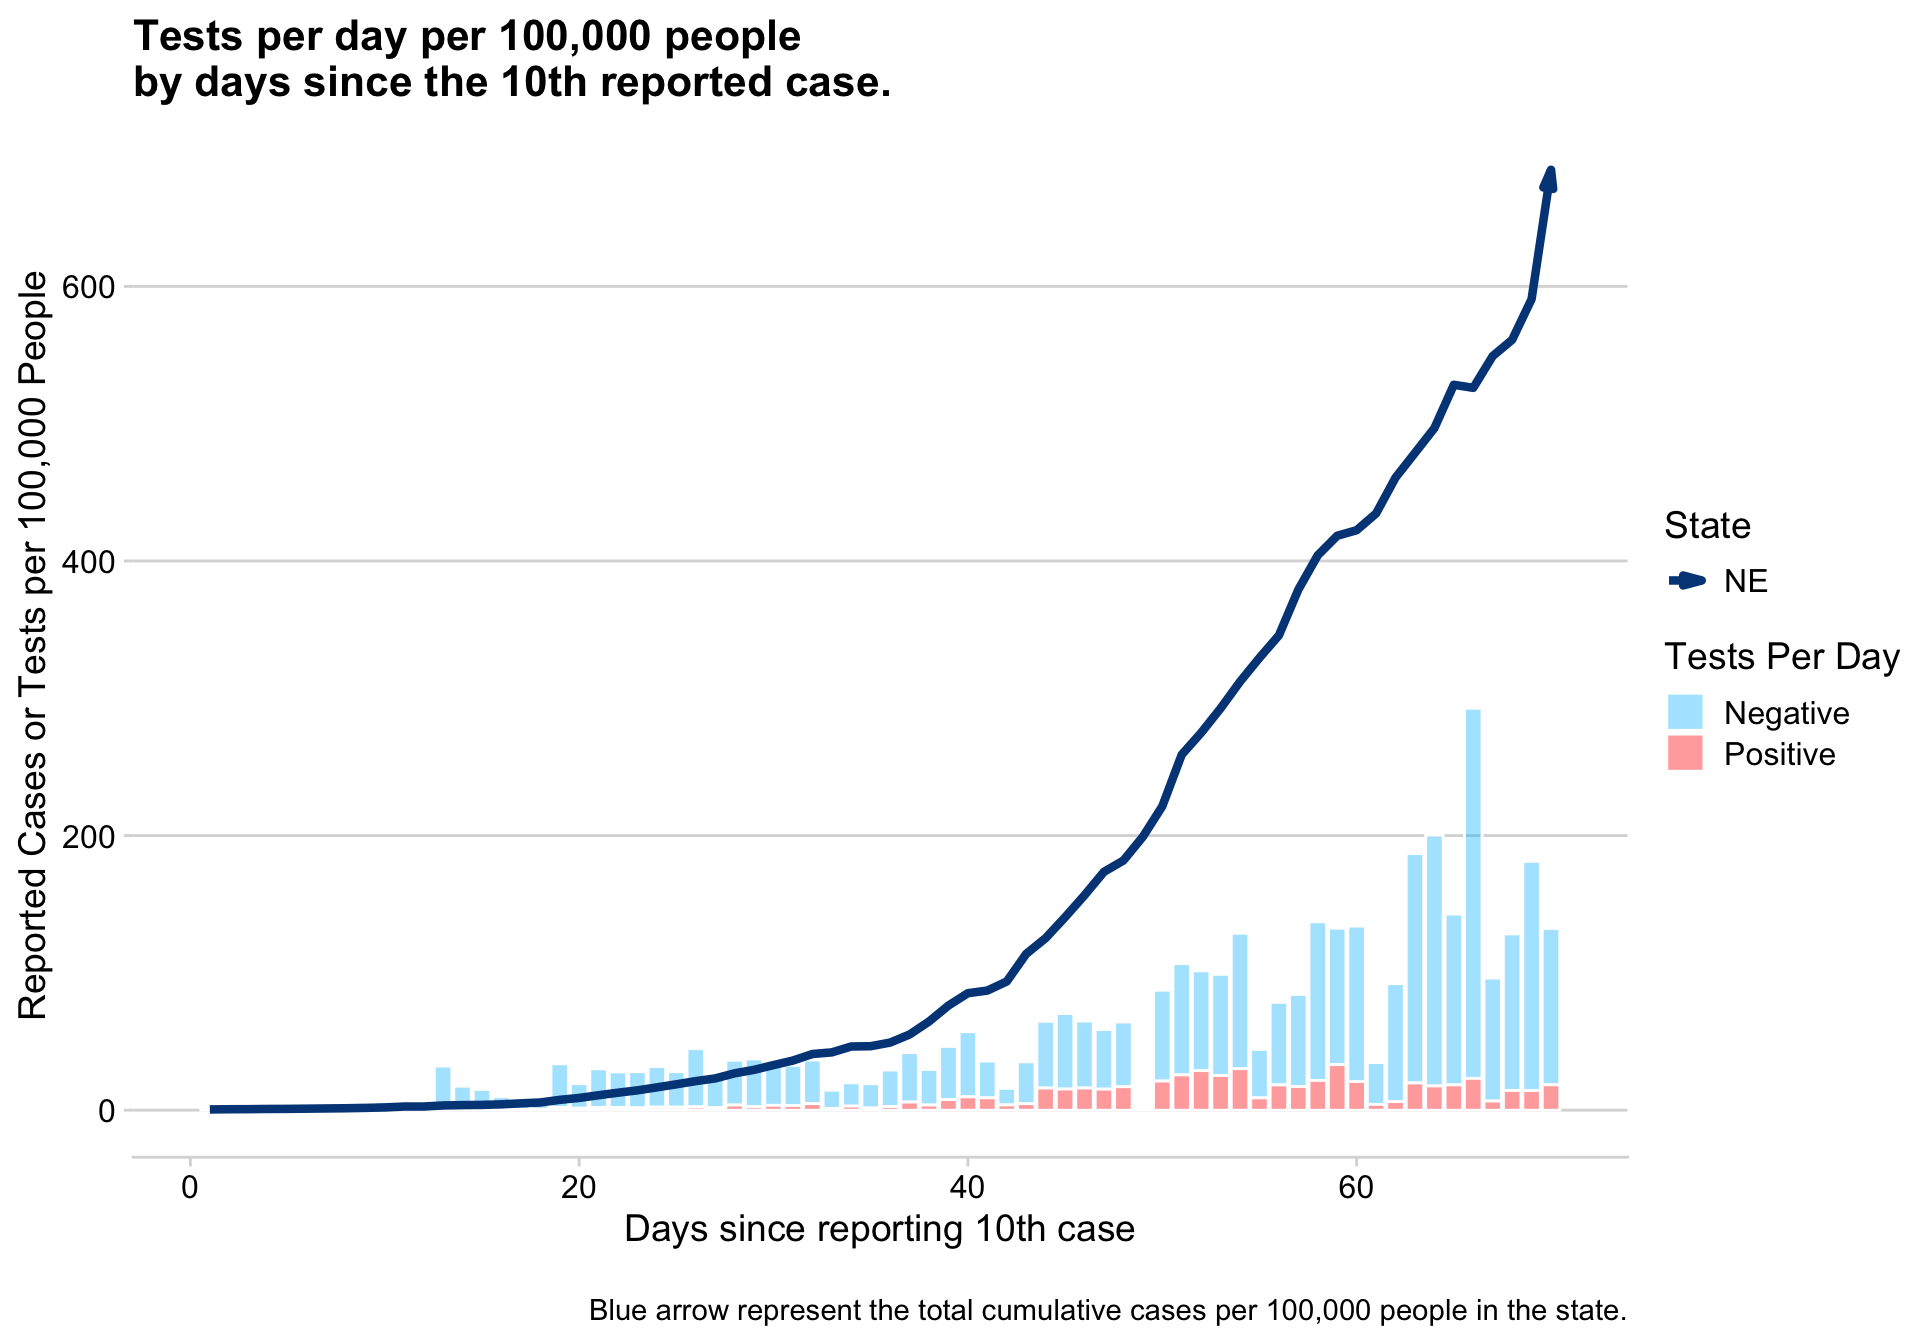 Tests per day per 100,000 people
by days since the 10th reported case.
Reported Cases or Tests per 100,000 People
600
400
200
0
0
20
40
60
Days since reporting 10th case
State
NE
Tests Per Day
Negative
Positive
Blue arrow represent the total cumulative cases per 100,000 people in the state.